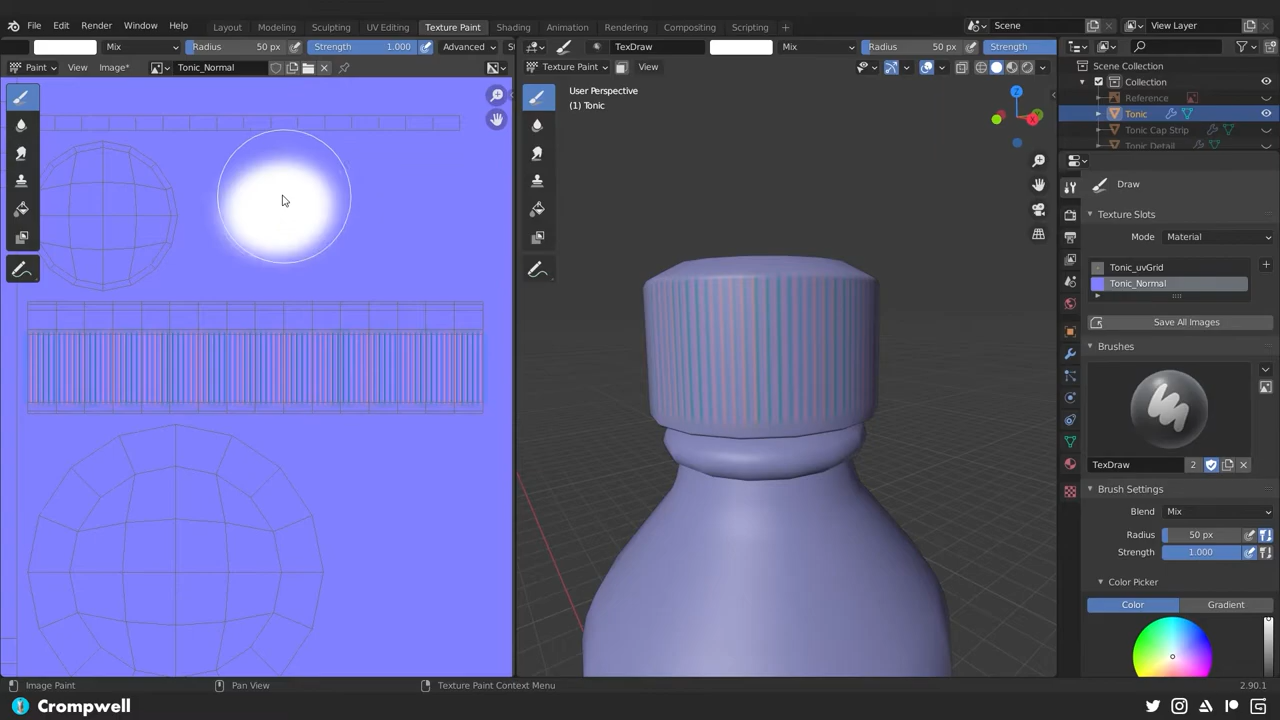 File Edit Render Window Help Layout Modeling Sculpting UV Editing Texture Paint Shading Animation Rendering Compositing Scripting + Scene View Layer
Mix Radius 50 px Strength 1.000 Advanced TexDraw Mix Radius 50 px Strength
Paint View Image* Tonic_Normal Texture Paint View
Scene Collection
Collection
Reference
Tonic
Tonic Cap Strip
Tonic Detail
User Perspective
(1) Tonic
Z
X
Draw
Texture Slots
Mode Material
Tonic_uvGrid
Tonic_Normal
Save All Images
Brushes
TexDraw 2
Brush Settings
Blend Mix
Radius 50 px
Strength 1.000
Color Picker
Color Gradient
Image Paint Pan View Texture Paint Context Menu 2.90.1
Crompwell